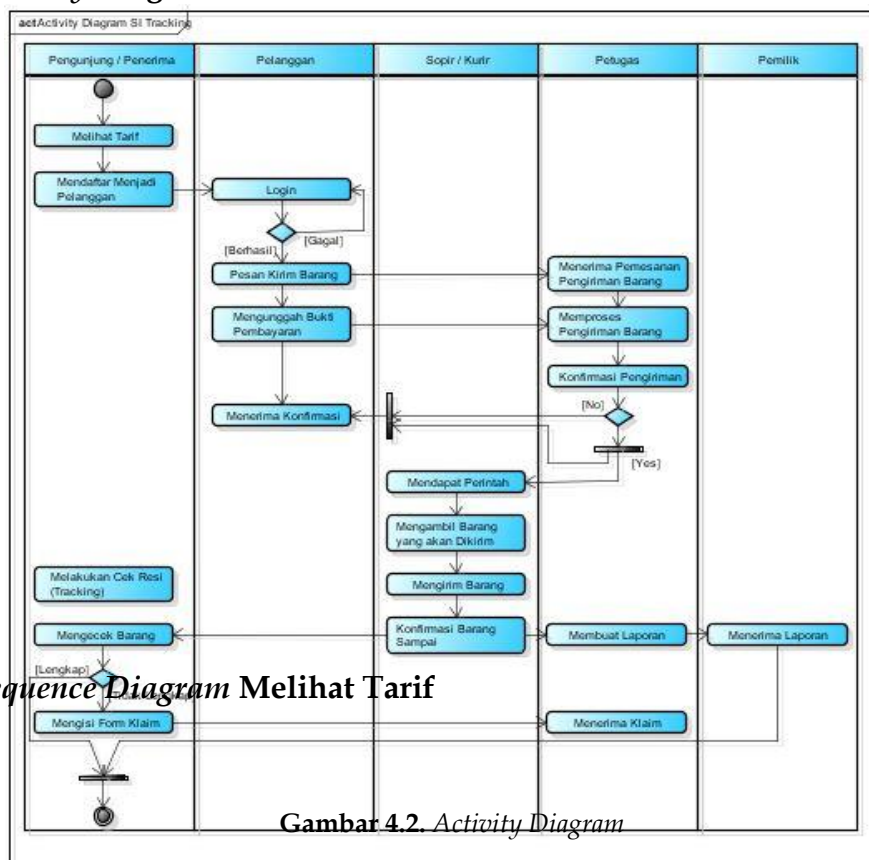 actActivity Diagram SI Tracking
Pengunjung / Penerima
Pelanggan
Sopir / Kurir
Petugas
Pemilik
Melihat Tarif
Mendaftar Menjadi
Pelanggan
Login
[Gagal]
[Berhasil]
Pesan Kirim Barang
Menerima Pemesanan
Pengiriman Barang
Mengunggah Bukti
Pembayaran
Memproses
Pengiriman Barang
Konfirmasi Pengiriman
[No]
Menerima Konfirmasi
[Yes]
Mendapat Perintah
Mengambil Barang
yang akan Dikirim
Melakukan Cek Resi
(Tracking)
Mengirim Barang
Mengecek Barang
Konfirmasi Barang
Sampai
Membuat Laporan
Menerima Laporan
[Lengkap]
equence Diagram Melihat Tarif
Mengisi Form Klaim
Menerima Klaim
Gambar 4.2. Activity Diagram